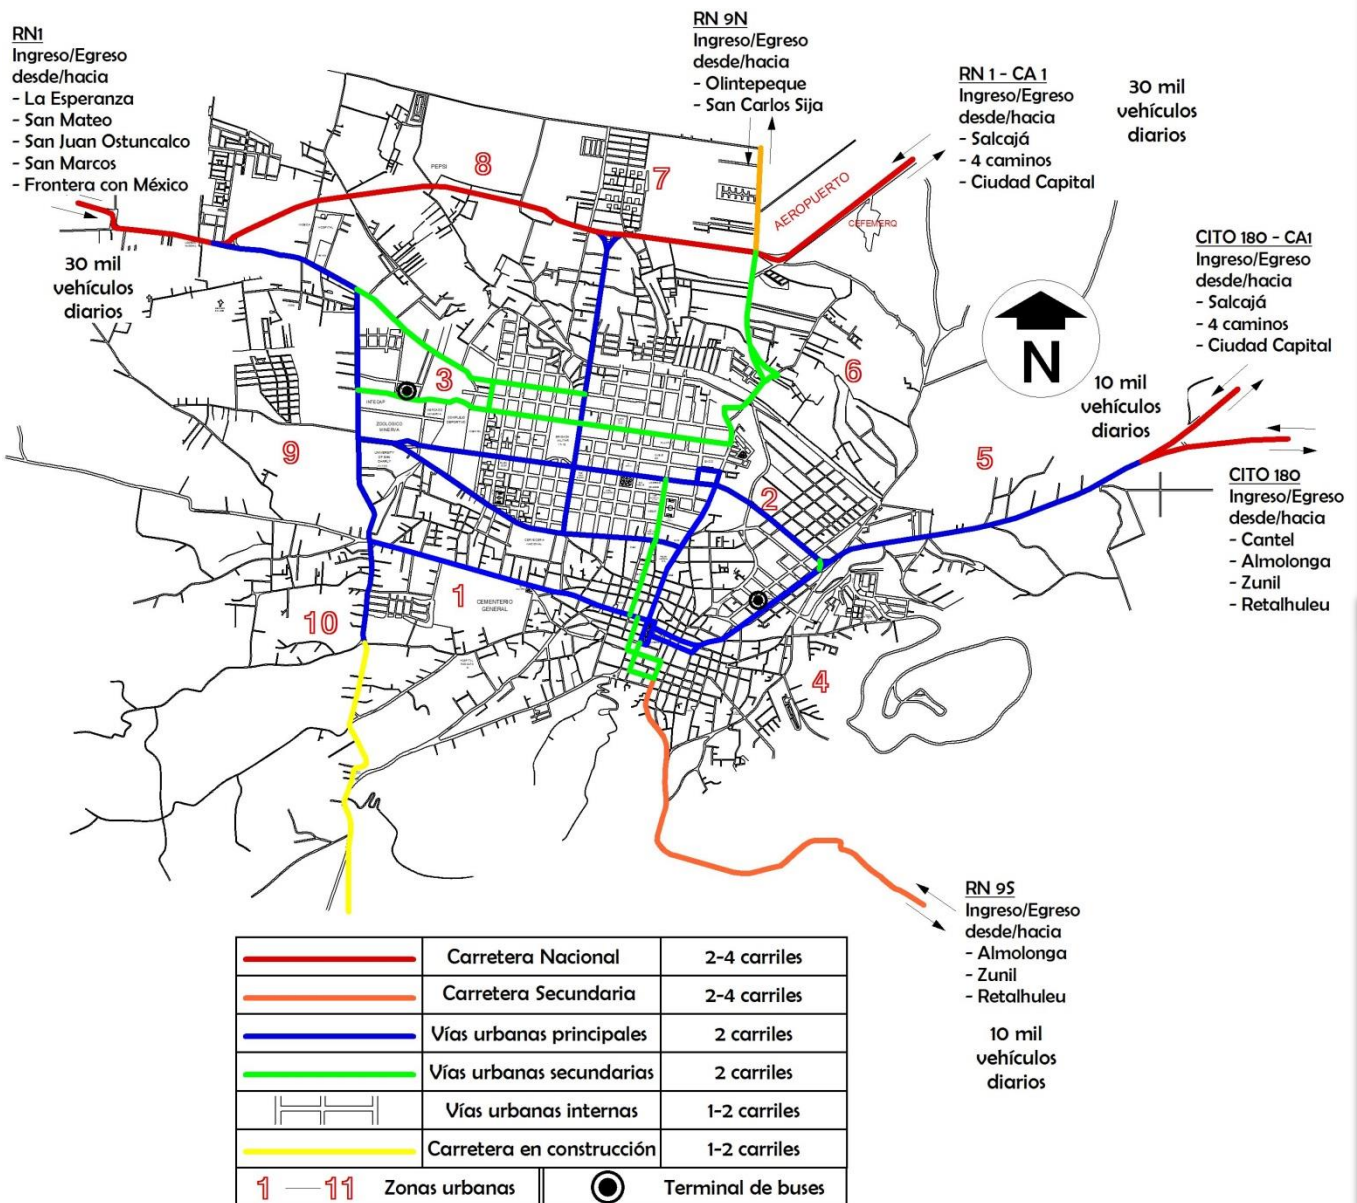 RN1
Ingreso/Egreso
desde/hacia
- La Esperanza
- San Mateo
- San Juan Ostuncalco
- San Marcos
- Frontera con México
30 mil
vehículos
diarios
RN 9N
Ingreso/Egreso
desde/hacia
- Olintepeque
- San Carlos Sija
RN 1 - CA 1
Ingreso/Egreso
desde/hacia
- Salcajá
- 4 caminos
- Ciudad Capital
30 mil
vehículos
diarios
CITO 180 - CA1
Ingreso/Egreso
desde/hacia
- Salcajá
- 4 caminos
- Ciudad Capital
10 mil
vehículos
diarios
CITO 180
Ingreso/Egreso
desde/hacia
- Cantel
- Almolonga
- Zunil
- Retalhuleu
N
PEPSI
8
7
AEROPUERTO
CEFEMERQ
6
3
INTECAP
ZOOLOGICO
MINERVA
9
5
2
1
CEMENTERIO
GENERAL
10
4
RN 9S
Ingreso/Egreso
desde/hacia
- Almolonga
- Zunil
- Retalhuleu
10 mil
vehículos
diarios
Carretera Nacional 2-4 carriles
Carretera Secundaria 2-4 carriles
Vías urbanas principales 2 carriles
Vías urbanas secundarias 2 carriles
Vías urbanas internas 1-2 carriles
Carretera en construcción 1-2 carriles
1 — 11 Zonas urbanas Terminal de buses